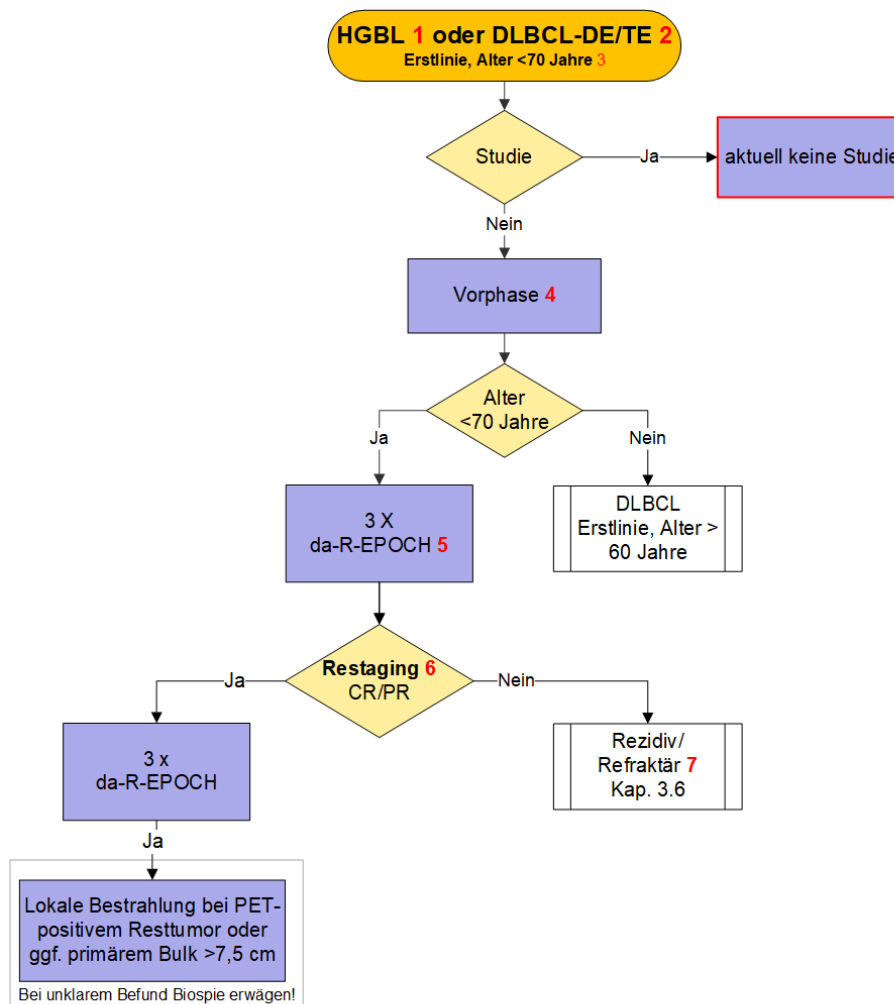 HGBL 1 oder DLBCL-DE/TE 2
Erstlinie, Alter <70 Jahre 3
Studie
Ja
aktuell keine Studie
Nein
Vorphase 4
Alter
<70 Jahre
Ja
Nein
3 X
da-R-EPOCH 5
DLBCL
Erstlinie, Alter >
60 Jahre
Restaging 6
CR/PR
Ja
Nein
3 x
da-R-EPOCH
Rezidiv/
Refraktär 7
Kap. 3.6
Ja
Lokale Bestrahlung bei PET-
positivem Resttumor oder
ggf. primärem Bulk >7,5 cm
Bei unklarem Befund Biospie erwägen!